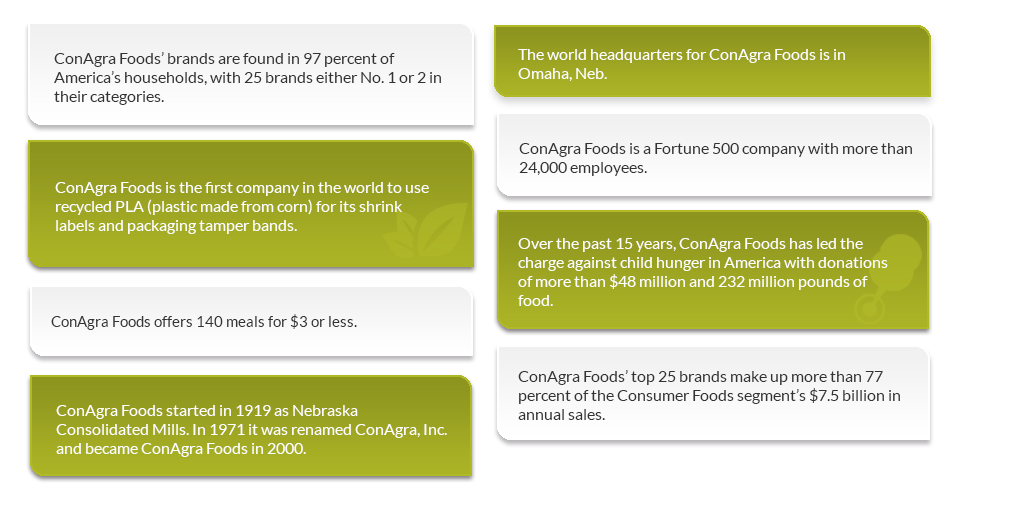 ConAgra Foods’ brands are found in 97 percent of
America’s households, with 25 brands either No. 1 or 2 in
their categories.
ConAgra Foods is the first company in the world to use
recycled PLA (plastic made from corn) for its shrink
labels and packaging tamper bands.
ConAgra Foods offers 140 meals for $3 or less.
ConAgra Foods started in 1919 as Nebraska
Consolidated Mills. In 1971 it was renamed ConAgra, Inc.
and became ConAgra Foods in 2000.
The world headquarters for ConAgra Foods is in
Omaha, Neb.
ConAgra Foods is a Fortune 500 company with more than
24,000 employees.
Over the past 15 years, ConAgra Foods has led the
charge against child hunger in America with donations
of more than $48 million and 232 million pounds of
food.
ConAgra Foods’ top 25 brands make up more than 77
percent of the Consumer Foods segment’s $7.5 billion in
annual sales.